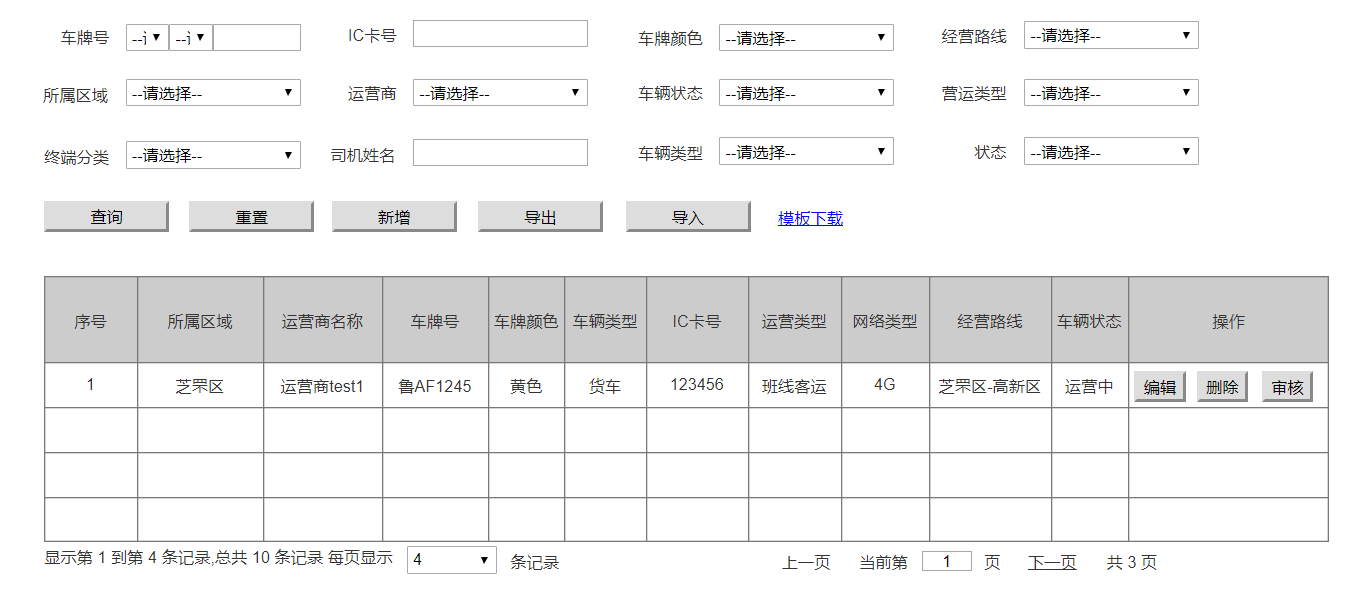 车牌号 --i --i IC卡号 车牌颜色 --请选择-- 经营路线 --请选择--
所属区域 --请选择-- 运营商 --请选择-- 车辆状态 --请选择-- 营运类型 --请选择--
终端分类 --请选择-- 司机姓名 车辆类型 --请选择-- 状态 --请选择--
查询 重置 新增 导出 导入 模板下载
序号 所属区域 运营商名称 车牌号 车牌颜色 车辆类型 IC卡号 运营类型 网络类型 经营路线 车辆状态 操作
1 芝罘区 运营商test1 鲁AF1245 黄色 货车 123456 班线客运 4G 芝罘区-高新区 运营中 编辑 删除 审核
显示第 1 到第 4 条记录,总共 10 条记录 每页显示 4 条记录 上一页 当前第 1 页 下一页 共 3 页